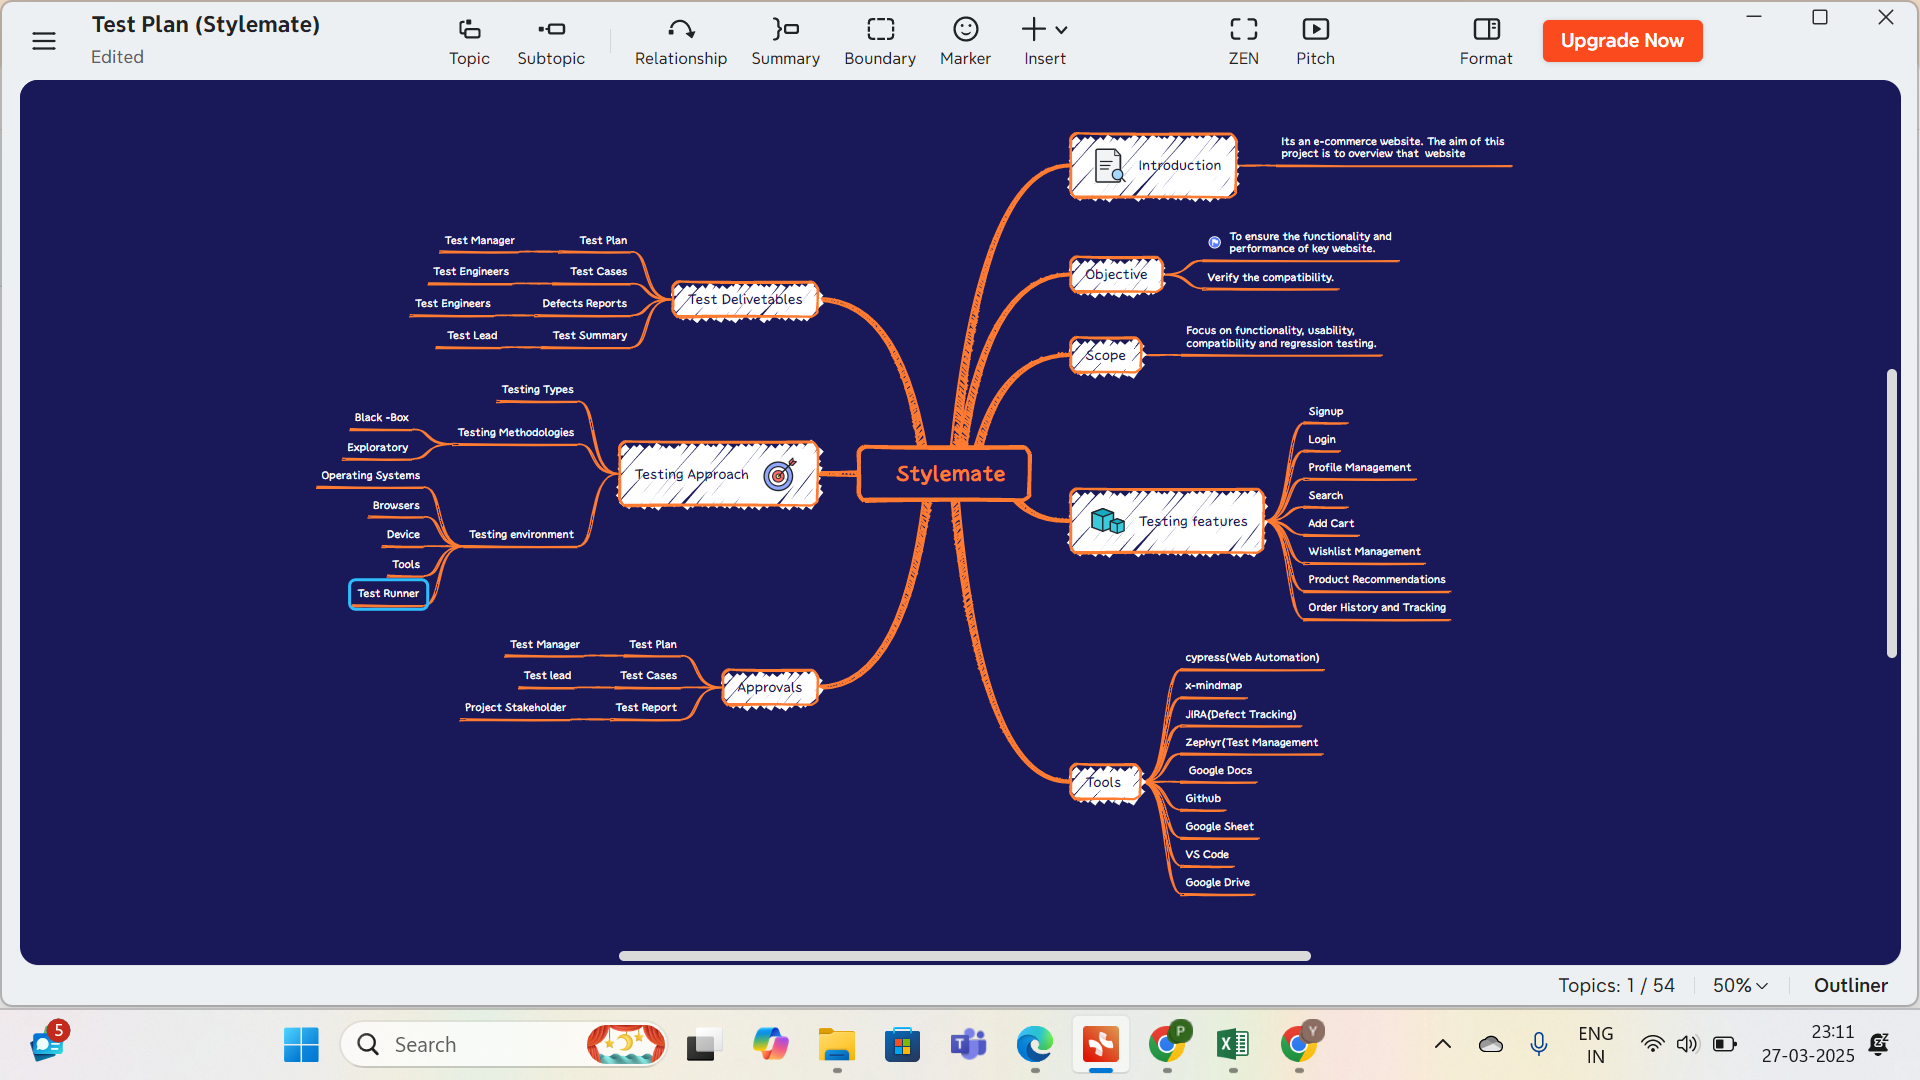 Test Plan (Stylemate)
Edited
Topic
Subtopic
Relationship
Summary
Boundary
Marker
Insert
ZEN
Pitch
Format
Upgrade Now
Introduction
Its an e-commerce website. The aim of this
project is to overview that website
Objective
To ensure the functionality and
performance of key website.
Verify the compatibility.
Scope
Focus on functionality, usability,
compatibility and regression testing.
Test Manager
Test Plan
Test Engineers
Test Cases
Test Engineers
Defects Reports
Test Lead
Test Summary
Test Delivetables
Testing Types
Black -Box
Exploratory
Testing Methodologies
Operating Systems
Browsers
Device
Tools
Test Runner
Testing environment
Testing Approach
Stylemate
Testing features
Signup
Login
Profile Management
Search
Add Cart
Wishlist Management
Product Recommendations
Order History and Tracking
Test Manager
Test Plan
Test lead
Test Cases
Project Stakeholder
Test Report
Approvals
Tools
cypress(Web Automation)
x-mindmap
JIRA(Defect Tracking)
Zephyr(Test Management
Google Docs
Github
Google Sheet
VS Code
Google Drive
Topics: 1 / 54
50%
Outliner
5
Search
T
P
X
Y
ENG
IN
23:11
27-03-2025